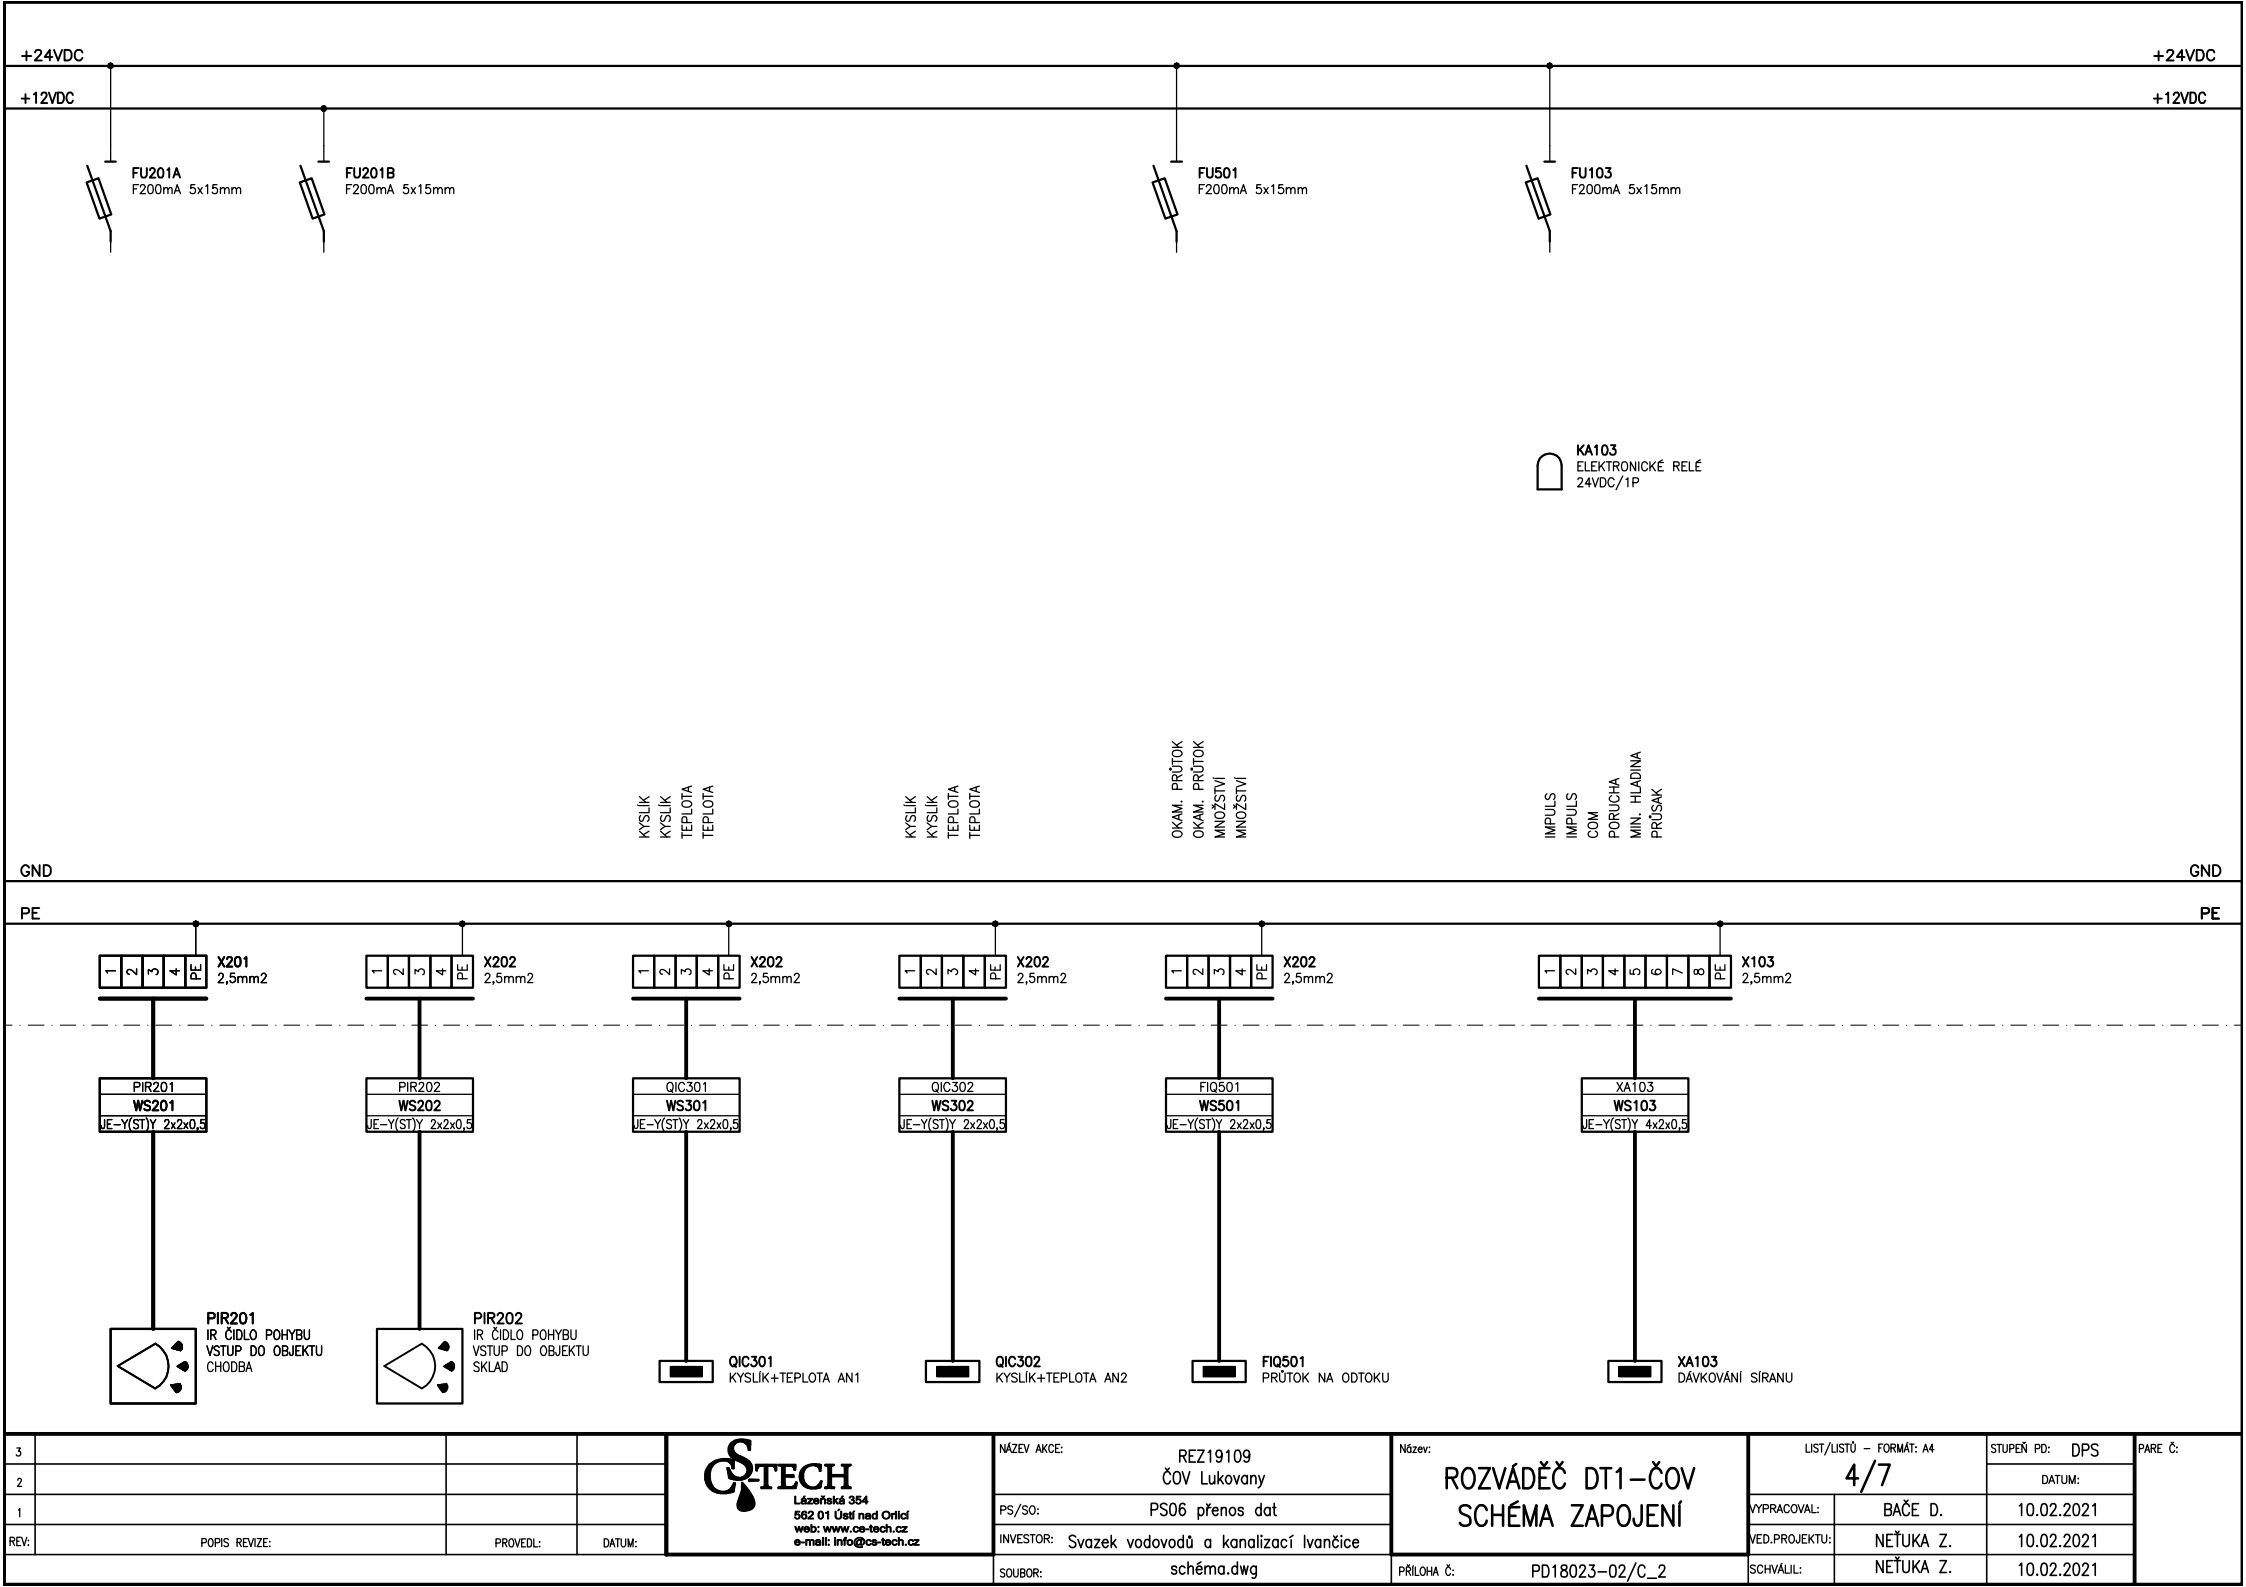 +24VDC
+24VDC
+12VDC
+12VDC
FU201A
F200mA 5x15mm
FU201B
F200mA 5x15mm
FU501
F200mA 5x15mm
FU103
F200mA 5x15mm
KA103
ELEKTRONICKÉ RELÉ
24VDC/1P
KYSLÍK
KYSLÍK
TEPLOTA
TEPLOTA
KYSLÍK
KYSLÍK
TEPLOTA
TEPLOTA
OKAM. PRŮTOK
OKAM. PRŮTOK
MNOŽSTVÍ
MNOŽSTVÍ
IMPULS
IMPULS
COM
PORUCHA
MIN. HLADINA
PRŮSAK
GND
GND
PE
PE
1 2 3 4 PE
X201
2,5mm2
1 2 3 4 PE
X202
2,5mm2
1 2 3 4 PE
X202
2,5mm2
1 2 3 4 PE
X202
2,5mm2
1 2 3 4 PE
X202
2,5mm2
1 2 3 4 5 6 7 8 PE
X103
2,5mm2
PIR201
WS201
JE-Y(ST)Y 2x2x0,5
PIR202
WS202
JE-Y(ST)Y 2x2x0,5
QIC301
WS301
JE-Y(ST)Y 2x2x0,5
QIC302
WS302
JE-Y(ST)Y 2x2x0,5
FIQ501
WS501
JE-Y(ST)Y 2x2x0,5
XA103
WS103
JE-Y(ST)Y 4x2x0,5
PIR201
IR ČIDLO POHYBU
VSTUP DO OBJEKTU
CHODBA
PIR202
IR ČIDLO POHYBU
VSTUP DO OBJEKTU
SKLAD
QIC301
KYSLÍK+TEPLOTA AN1
QIC302
KYSLÍK+TEPLOTA AN2
FIQ501
PRŮTOK NA ODTOKU
XA103
DÁVKOVÁNÍ SÍRANU
3
2
1
REV:
POPIS REVIZE:
PROVEDL:
DATUM:
CS-TECH
Lázeňská 354
562 01 Ústí nad Orlicí
web: www.cs-tech.cz
e-mail: info@cs-tech.cz
NÁZEV AKCE:
REZ19109
ČOV Lukovany
PS/SO:
PS06 přenos dat
INVESTOR:
Svazek vodovodů a kanalizací Ivančice
SOUBOR:
schéma.dwg
Název:
ROZVÁDĚČ DT1-ČOV
SCHÉMA ZAPOJENÍ
PŘÍLOHA Č:
PD18023-02/C_2
LIST/LISTŮ - FORMÁT: A4
4/7
STUPEŇ PD:
DPS
DATUM:
PARE Č:
VYPRACOVAL:
BAČE D.
10.02.2021
VED.PROJEKTU:
NEŤUKA Z.
10.02.2021
SCHVÁLIL:
NEŤUKA Z.
10.02.2021